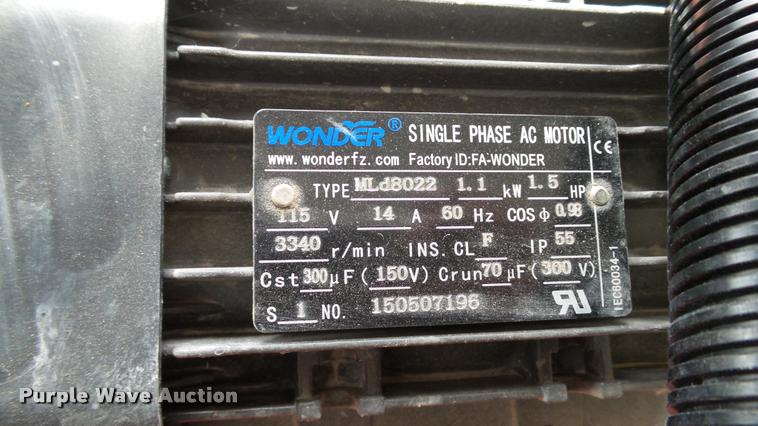 WONDER® SINGLE PHASE AC MOTOR CE
www.wonderfz.com Factory ID:FA-WONDER
TYPE MLd8022 1.1 kW 1.5 HP
115 V 14 A 60 Hz COSφ 0.98
3340 r/min INS.CL F IP 55
Cst 300 μF(150V) Crun 70 μF(300 V)
S 1 NO. 150507196
IEC60034-1
Purple Wave Auction